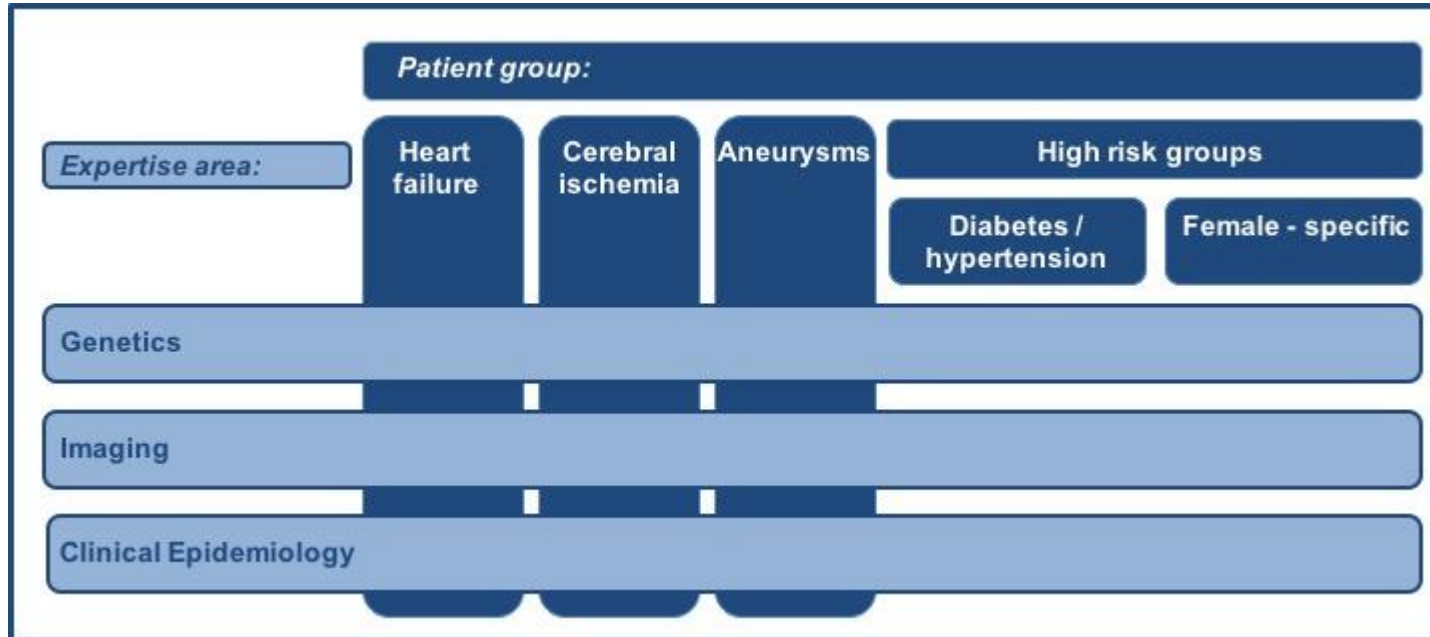 Patient group:
Expertise area:
Heart
failure
Cerebral
ischemia
Aneurysms
High risk groups
Diabetes /
hypertension
Female - specific
Genetics
Imaging
Clinical Epidemiology